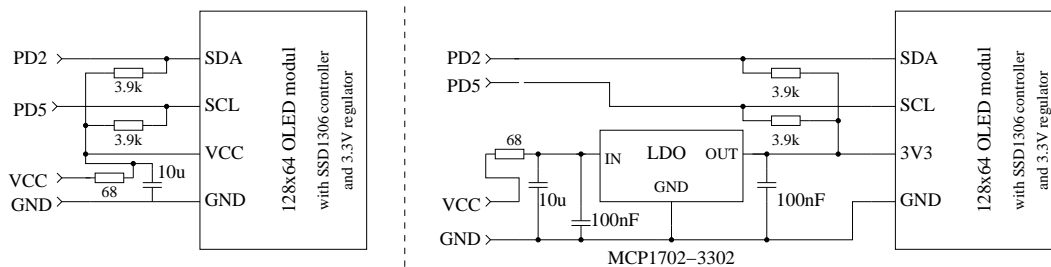 PD2
SDA
3.9k
PD5
SCL
3.9k
VCC
VCC
68
10u
GND
GND
128x64 OLED modul
with SSD1306 controller
and 3.3V regulator
PD2
SDA
PD5
3.9k
SCL
3.9k
68
IN
LDO
OUT
3V3
GND
VCC
10u
100nF
100nF
GND
GND
MCP1702-3302
128x64 OLED modul
with SSD1306 controller
and 3.3V regulator